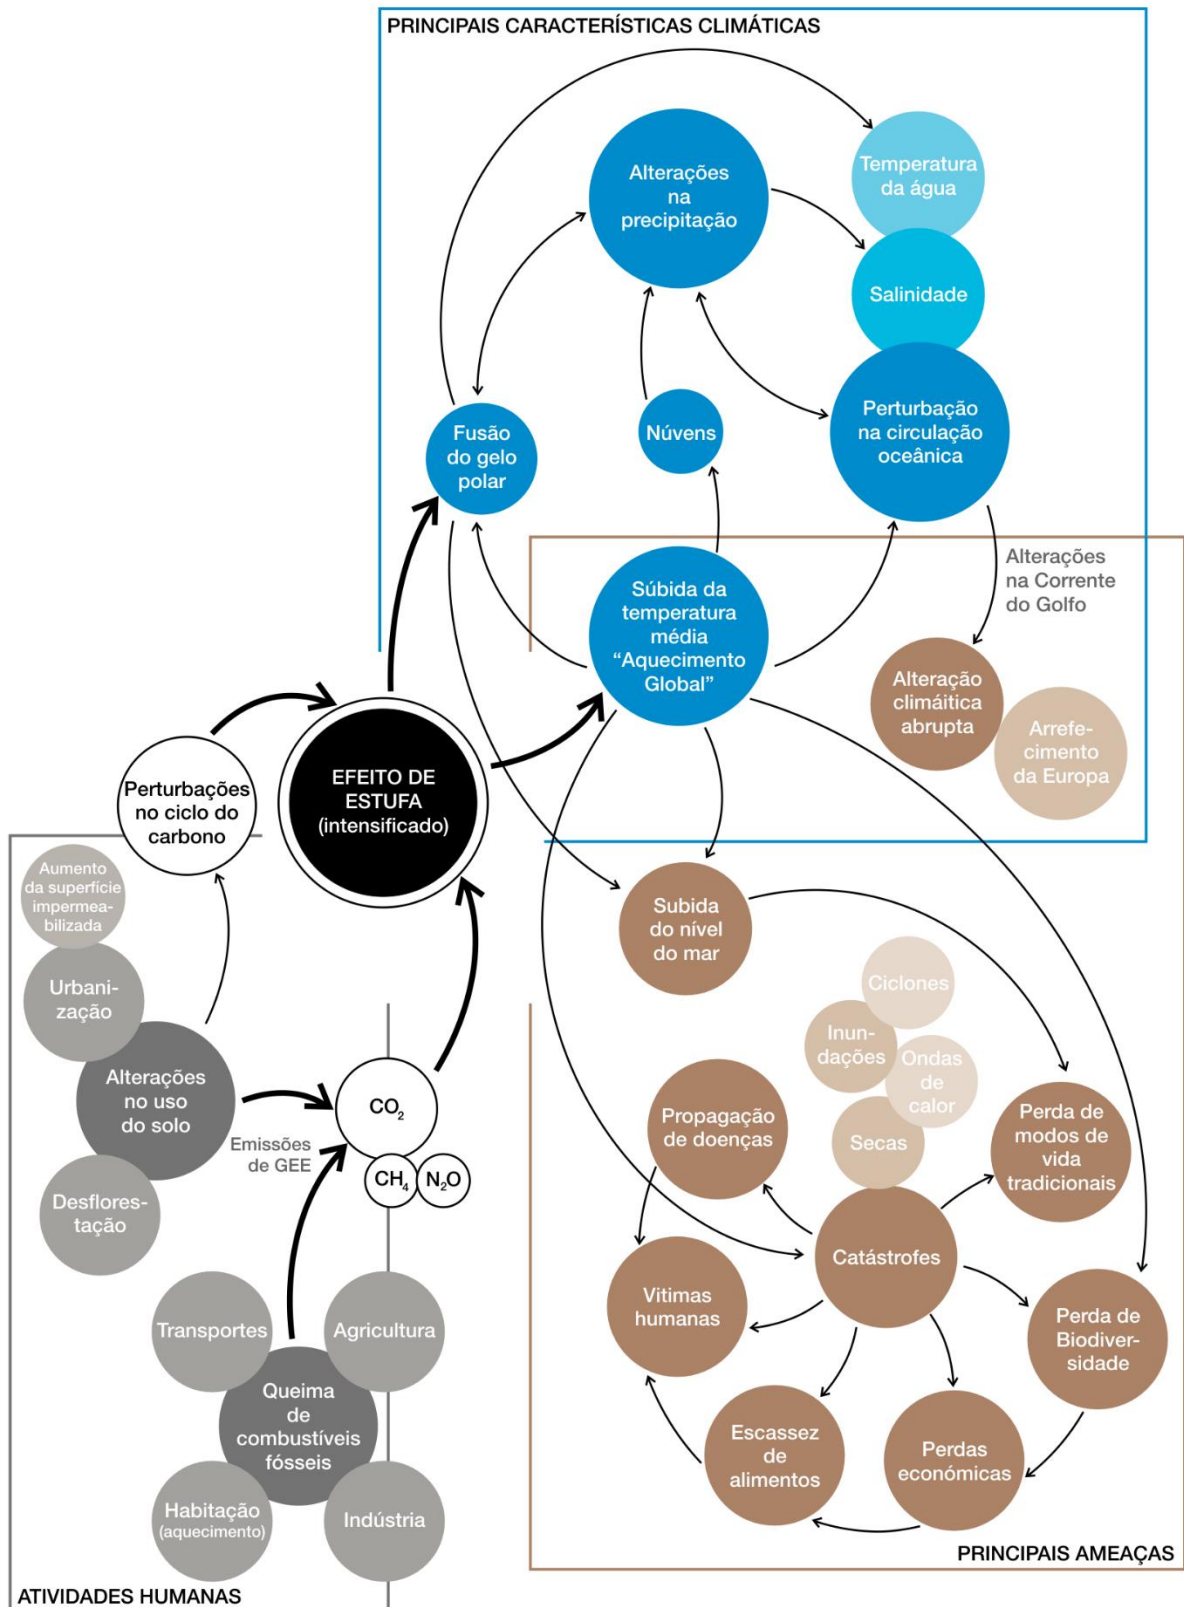 PRINCIPAIS CARACTERÍSTICAS CLIMÁTICAS
Temperatura
da água
Alterações
na
precipitação
Salinidade
Perturbação
na circulação
oceânica
Núvens
Fusão
do gelo
polar
Súbida da
temperatura
média
“Aquecimento
Global”
Alterações
na Corrente
do Golfo
Alteração
climáitica
abrupta
Arrefe-
cimento
da Europa
Perturbações
no ciclo do
carbono
EFEITO DE
ESTUFA
(intensificado)
Aumento
da superfície
impermea-
bilizada
Urbani-
zação
Alterações
no uso
do solo
Desflores-
tação
Emissões
de GEE
CO₂
CH₄
N₂O
Transportes
Agricultura
Queima
de
combustíveis
fósseis
Habitação
(aquecimento)
Indústria
ATIVIDADES HUMANAS
Subida
do nível
do mar
Ciclones
Inun-
dações
Ondas
de
calor
Secas
Propagação
de doenças
Perda de
modos de
vida
tradicionais
Catástrofes
Vitimas
humanas
Perda de
Biodiver-
sidade
Escassez
de
alimentos
Perdas
económicas
PRINCIPAIS AMEAÇAS